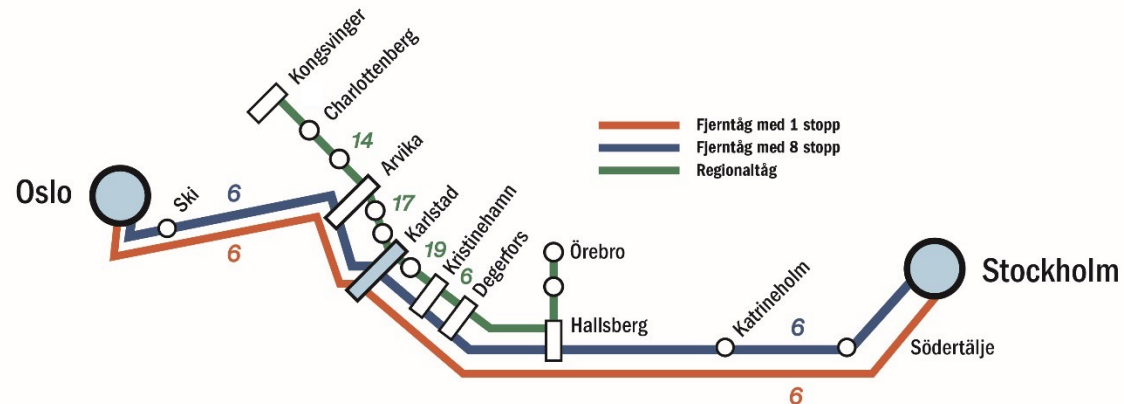 Kongsvinger
Charlottenberg
14
Arvika
Fjerntåg med 1 stopp
Fjerntåg med 8 stopp
Regionaltåg
Oslo
Ski
6
6
17
Karlstad
19
Kristinehamn
6
Degerfors
Örebro
Hallsberg
Katrineholm
6
Stockholm
Södertälje
6